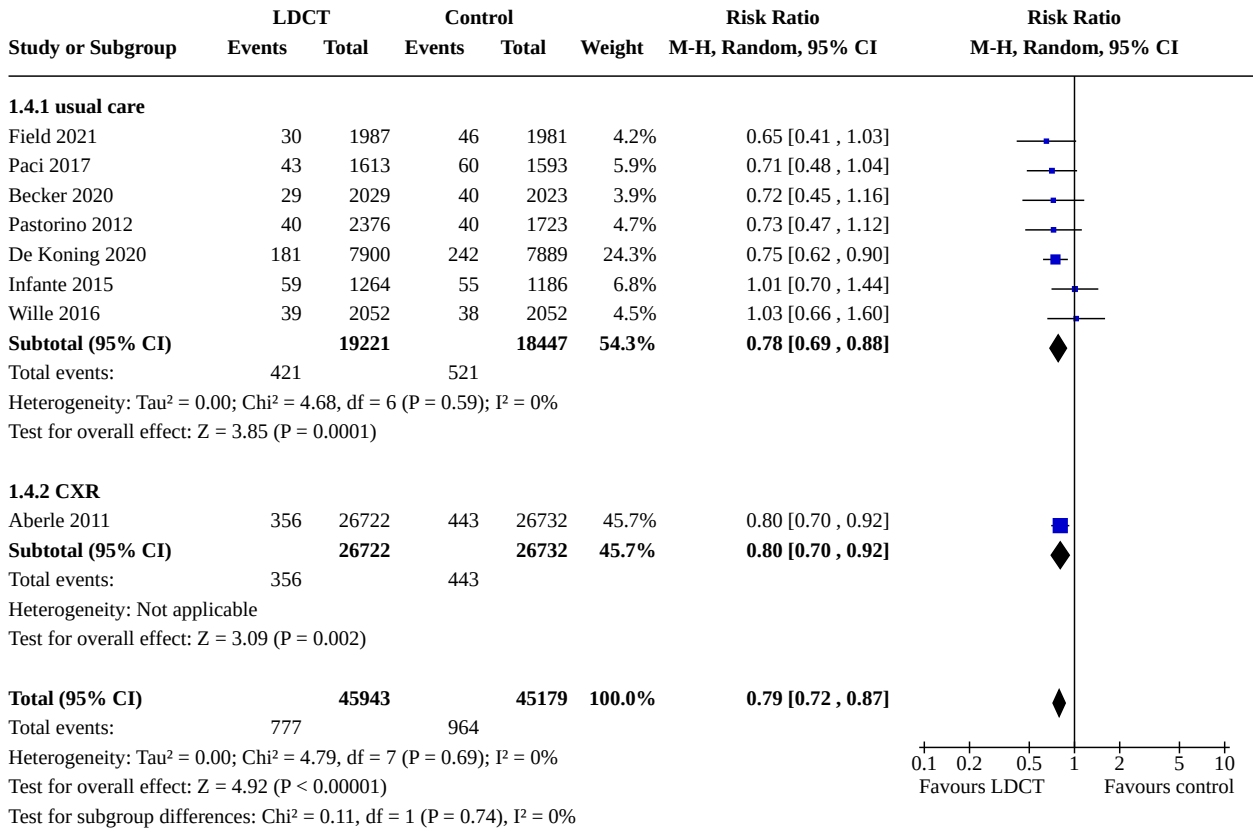 LDCT Control Risk Ratio Risk Ratio
Study or Subgroup Events Total Events Total Weight M-H, Random, 95% CI M-H, Random, 95% CI
1.4.1 usual care
Field 2021 30 1987 46 1981 4.2% 0.65 [0.41 , 1.03]
Paci 2017 43 1613 60 1593 5.9% 0.71 [0.48 , 1.04]
Becker 2020 29 2029 40 2023 3.9% 0.72 [0.45 , 1.16]
Pastorino 2012 40 2376 40 1723 4.7% 0.73 [0.47 , 1.12]
De Koning 2020 181 7900 242 7889 24.3% 0.75 [0.62 , 0.90]
Infante 2015 59 1264 55 1186 6.8% 1.01 [0.70 , 1.44]
Wille 2016 39 2052 38 2052 4.5% 1.03 [0.66 , 1.60]
Subtotal (95% CI) 19221 18447 54.3% 0.78 [0.69 , 0.88]
Total events: 421 521
Heterogeneity: Tau² = 0.00; Chi² = 4.68, df = 6 (P = 0.59); I² = 0%
Test for overall effect: Z = 3.85 (P = 0.0001)
1.4.2 CXR
Aberle 2011 356 26722 443 26732 45.7% 0.80 [0.70 , 0.92]
Subtotal (95% CI) 26722 26732 45.7% 0.80 [0.70 , 0.92]
Total events: 356 443
Heterogeneity: Not applicable
Test for overall effect: Z = 3.09 (P = 0.002)
Total (95% CI) 45943 45179 100.0% 0.79 [0.72 , 0.87]
Total events: 777 964
Heterogeneity: Tau² = 0.00; Chi² = 4.79, df = 7 (P = 0.69); I² = 0%
0.1 0.2 0.5 1 2 5 10
Test for overall effect: Z = 4.92 (P < 0.00001)
Favours LDCT Favours control
Test for subgroup differences: Chi² = 0.11, df = 1 (P = 0.74), I² = 0%